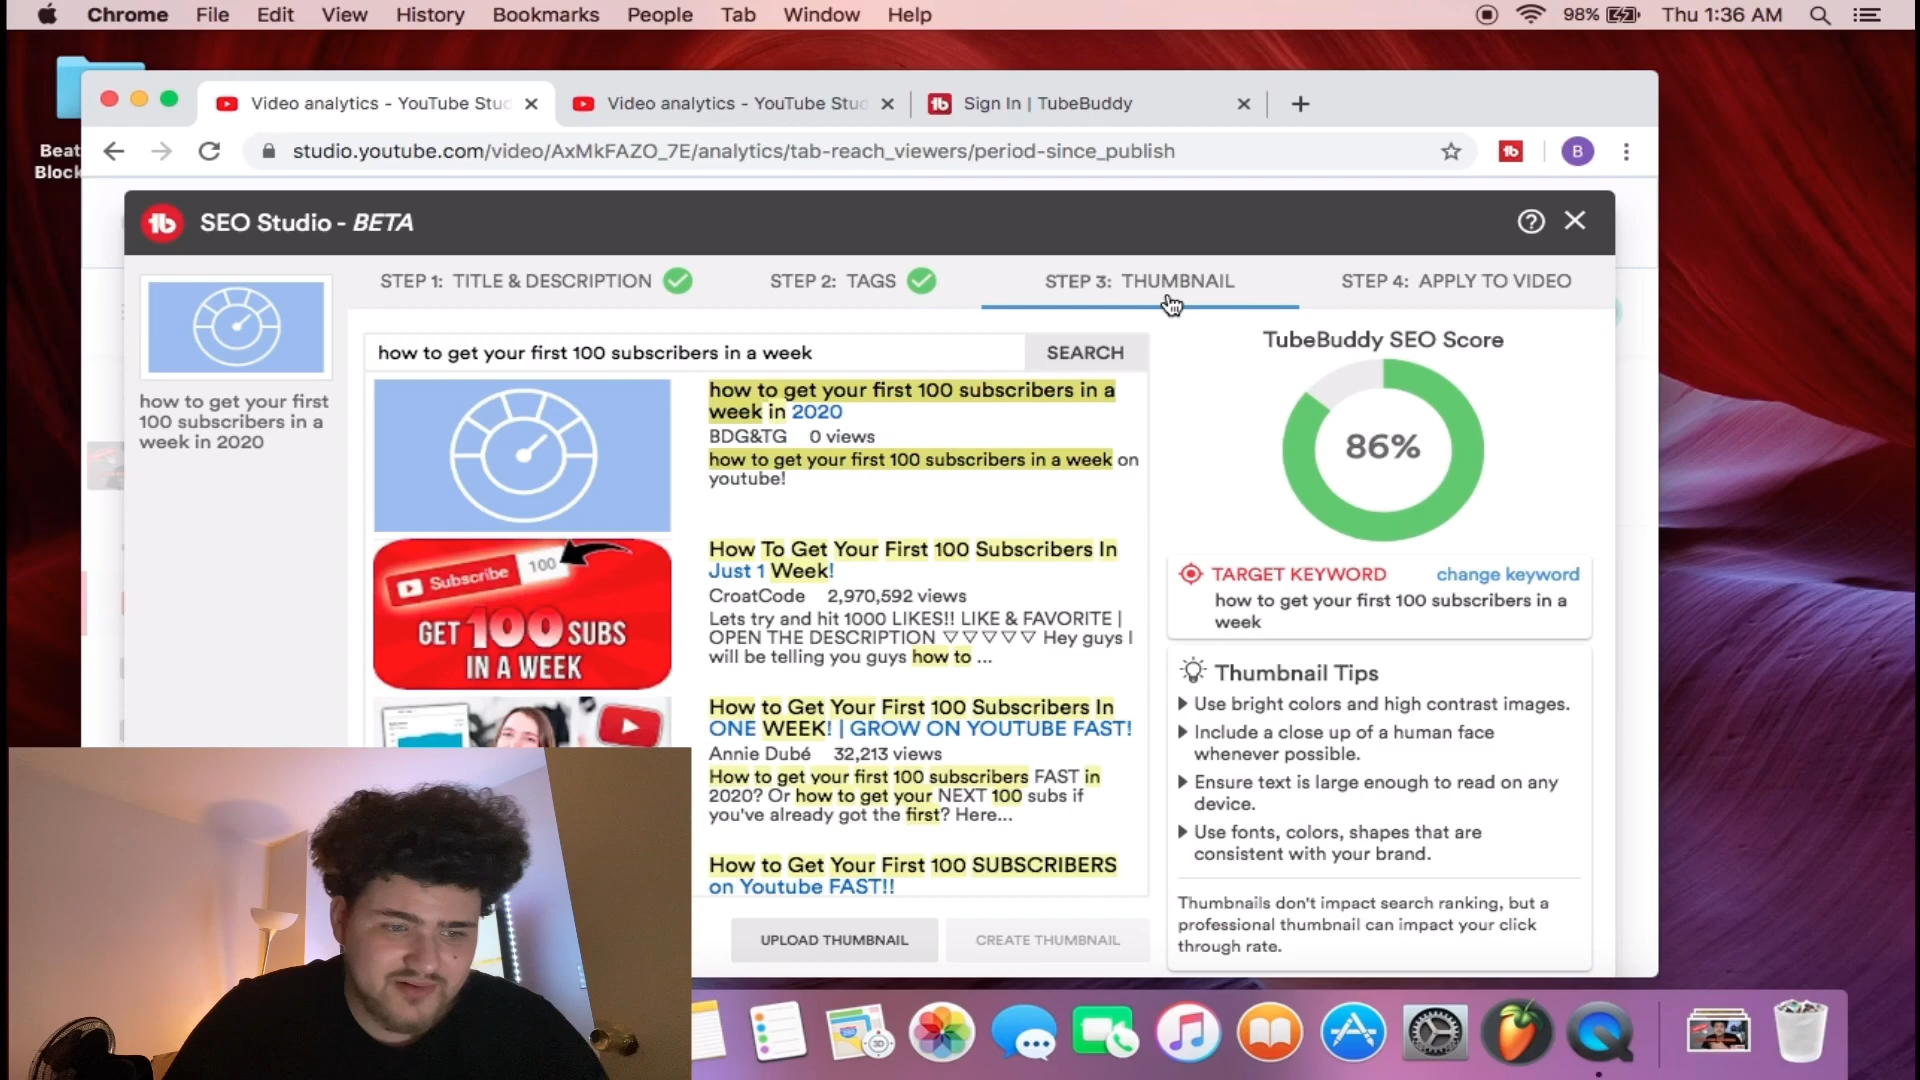 Chrome File Edit View History Bookmarks People Tab Window Help
98% Thu 1:36 AM
Beat
Block
Video analytics - YouTube Stud
Video analytics - YouTube Stud
Sign In | TubeBuddy
studio.youtube.com/video/AxMkFAZO_7E/analytics/tab-reach_viewers/period-since_publish
B
SEO Studio - BETA
STEP 1: TITLE & DESCRIPTION
STEP 2: TAGS
STEP 3: THUMBNAIL
STEP 4: APPLY TO VIDEO
how to get your first
100 subscribers in a
week in 2020
how to get your first 100 subscribers in a week
SEARCH
how to get your first 100 subscribers in a
week in 2020
BDG&TG 0 views
how to get your first 100 subscribers in a week on
youtube!
Subscribe 100
GET 100 SUBS
IN A WEEK
How To Get Your First 100 Subscribers In
Just 1 Week!
CroatCode 2,970,592 views
Lets try and hit 1000 LIKES!! LIKE & FAVORITE |
OPEN THE DESCRIPTION ▽▽▽▽▽ Hey guys I
will be telling you guys how to ...
How to Get Your First 100 Subscribers In
ONE WEEK! | GROW ON YOUTUBE FAST!
Annie Dubé 32,213 views
How to get your first 100 subscribers FAST in
2020? Or how to get your NEXT 100 subs if
you've already got the first? Here...
How to Get Your First 100 SUBSCRIBERS
on Youtube FAST!!
UPLOAD THUMBNAIL
CREATE THUMBNAIL
TubeBuddy SEO Score
86%
TARGET KEYWORD
change keyword
how to get your first 100 subscribers in a
week
Thumbnail Tips
Use bright colors and high contrast images.
Include a close up of a human face
whenever possible.
Ensure text is large enough to read on any
device.
Use fonts, colors, shapes that are
consistent with your brand.
Thumbnails don't impact search ranking, but a
professional thumbnail can impact your click
through rate.
3D